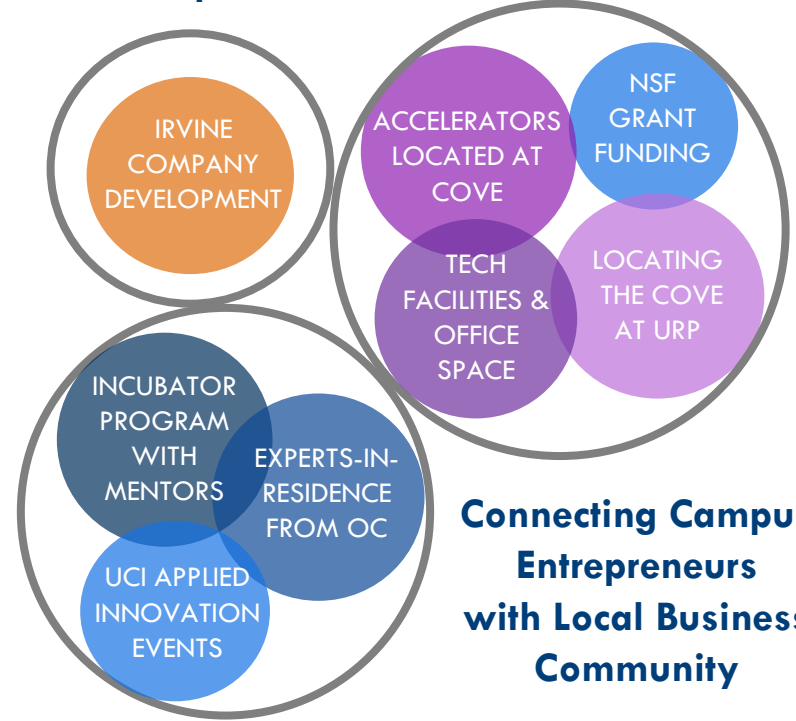 IRVINE
COMPANY
DEVELOPMENT
ACCELERATORS
LOCATED AT
COVE
NSF
GRANT
FUNDING
TECH
FACILITIES &
OFFICE
SPACE
LOCATING
THE COVE
AT URP
INCUBATOR
PROGRAM
WITH
MENTORS
EXPERTS-IN-
RESIDENCE
FROM OC
UCI APPLIED
INNOVATION
EVENTS
Connecting Campu
Entrepreneurs
with Local Business
Community